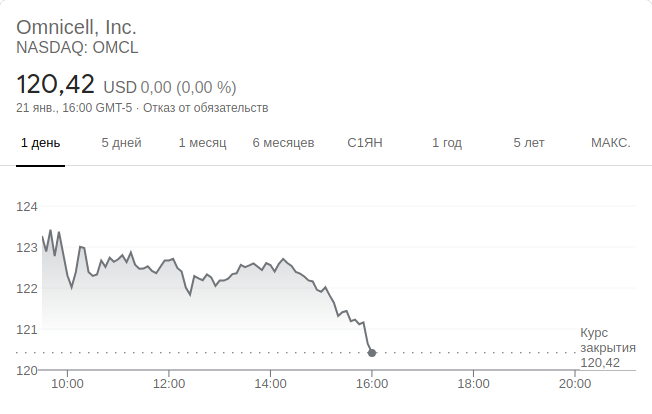 Omnicell, Inc.
NASDAQ: OMCL
120,42 USD 0,00 (0,00 %)
21 янв., 16:00 GMT-5 · Отказ от обязательств
1 день 5 дней 1 месяц 6 месяцев С1ЯН 1 год 5 лет МАКС.
124
123
122
121
Курс
закрытия
120,42
120
10:00 12:00 14:00 16:00 18:00 20:00